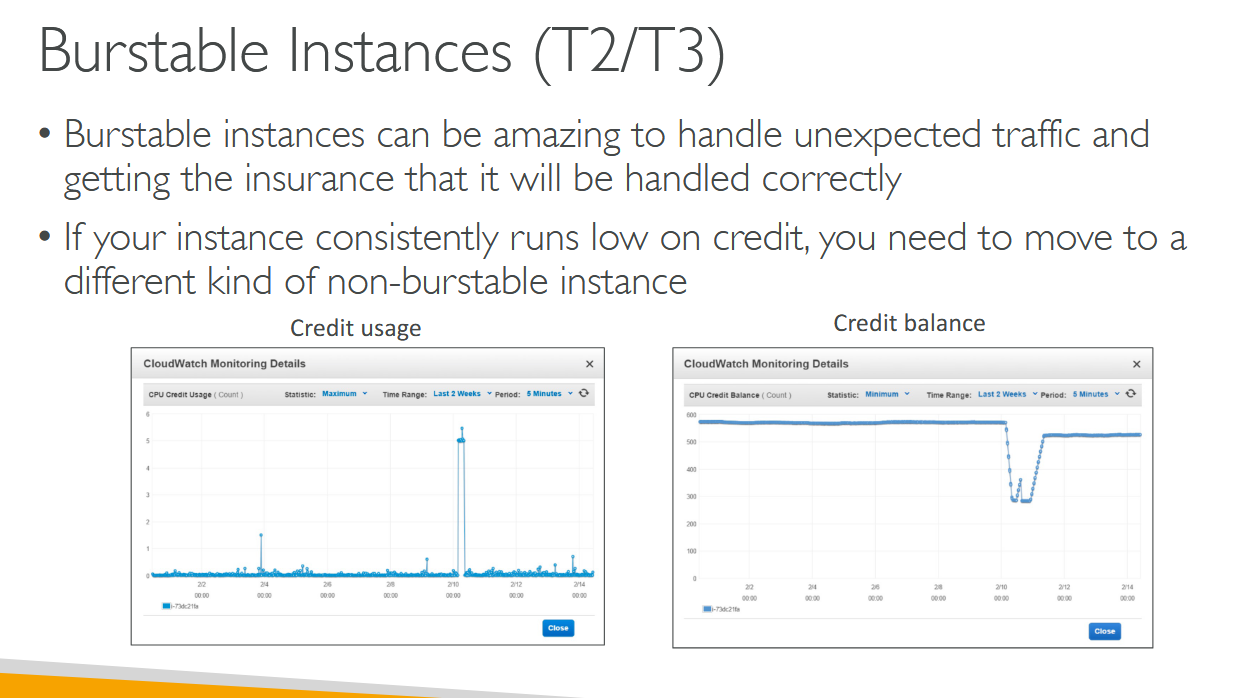 Burstable Instances (T2/T3)
• Burstable instances can be amazing to handle unexpected traffic and
getting the insurance that it will be handled correctly
• If your instance consistently runs low on credit, you need to move to a
different kind of non-burstable instance
Credit usage
CloudWatch Monitoring Details
CPU Credit Usage ( Count )
Statistic: Maximum
Time Range: Last 2 Weeks
Period: 5 Minutes
6
5
4
3
2
1
0
2/2 2/4 2/6 2/8 2/10 2/12 2/14
00:00 00:00 00:00 00:00 00:00 00:00 00:00
i-73dc21fa
Close
Credit balance
CloudWatch Monitoring Details
CPU Credit Balance ( Count )
Statistic: Minimum
Time Range: Last 2 Weeks
Period: 5 Minutes
600
500
400
300
200
100
0
2/2 2/4 2/6 2/8 2/10 2/12 2/14
00:00 00:00 00:00 00:00 00:00 00:00 00:00
i-73dc21fa
Close